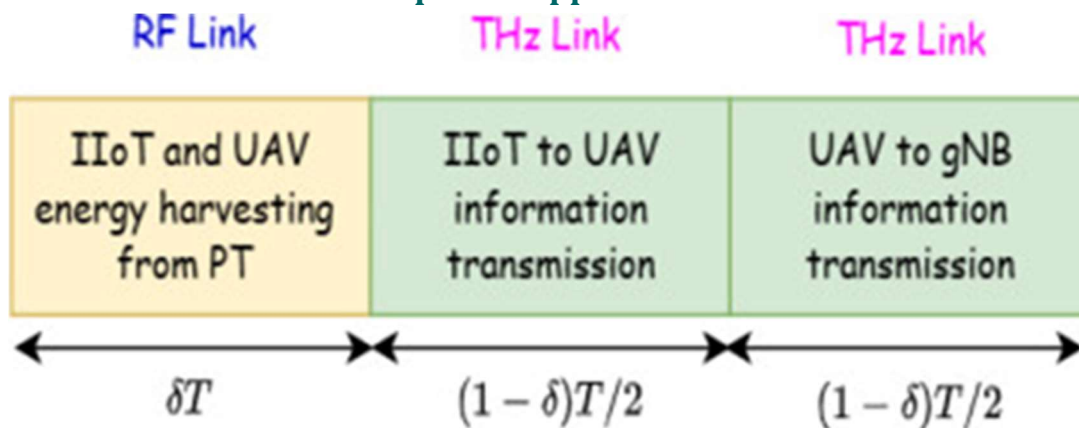 RF Link
THz Link
THz Link
IIoT and UAV
energy harvesting
from PT
IIoT to UAV
information
transmission
UAV to gNB
information
transmission
δT
(1 − δ)T/2
(1 − δ)T/2